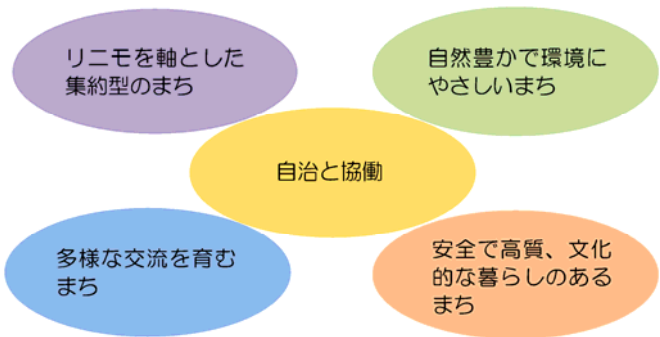 リニモを軸とした
集約型のまち
自然豊かで環境に
やさしいまち
自治と協働
多様な交流を育む
まち
安全で高質、文化
的な暮らしのある
まち